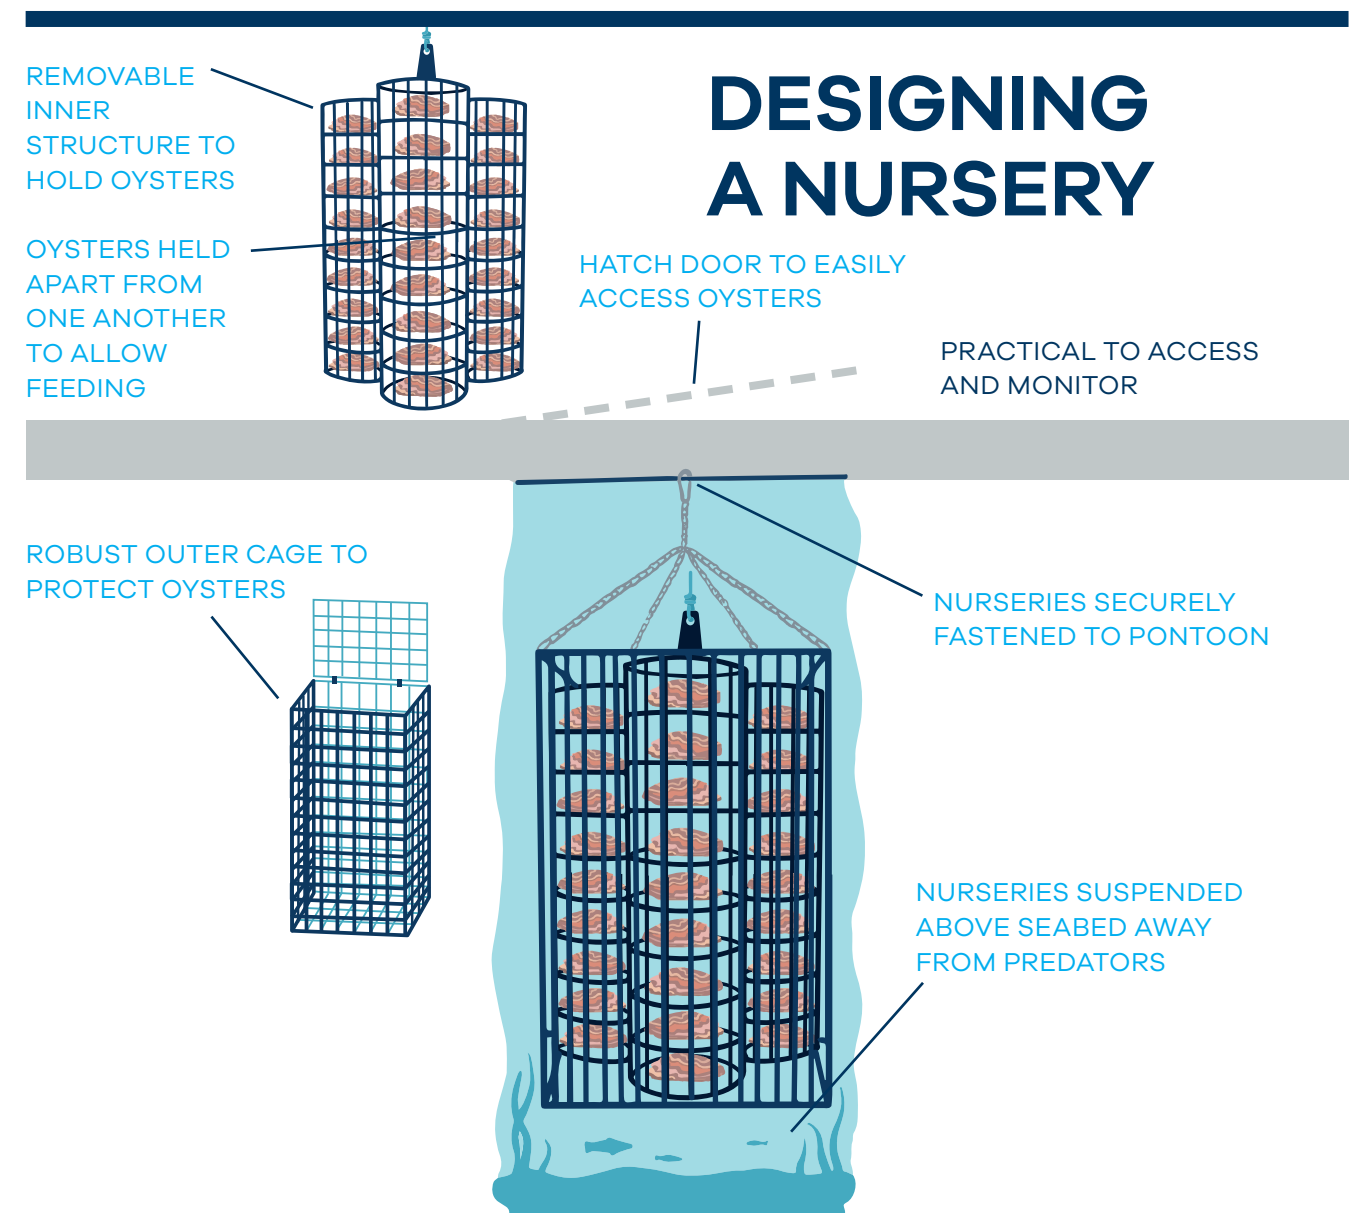 DESIGNING
A NURSERY
REMOVABLE
INNER
STRUCTURE TO
HOLD OYSTERS
OYSTERS HELD
APART FROM
ONE ANOTHER
TO ALLOW
FEEDING
HATCH DOOR TO EASILY
ACCESS OYSTERS
PRACTICAL TO ACCESS
AND MONITOR
ROBUST OUTER CAGE TO
PROTECT OYSTERS
NURSERIES SECURELY
FASTENED TO PONTOON
NURSERIES SUSPENDED
ABOVE SEABED AWAY
FROM PREDATORS